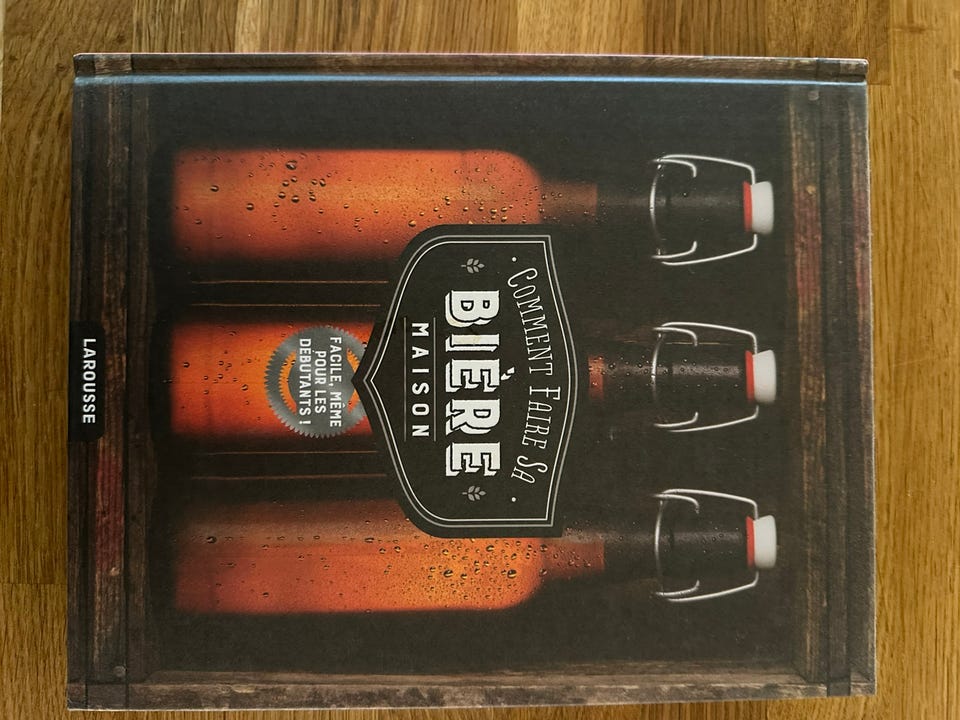 COMMENT FAIRE SA
BIÈRE
MAISON
FACILE, MÊME
POUR LES
DÉBUTANTS !
LAROUSSE